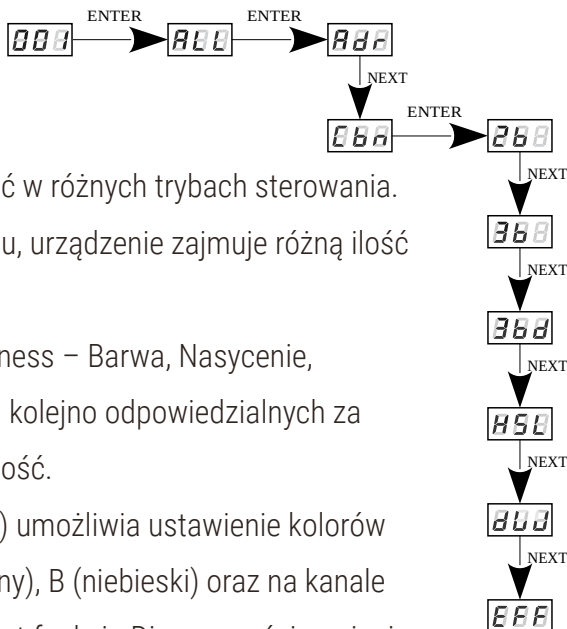 ENTER ENTER
001 ALL Adr
NEXT
ENTER
Cbn 2b
ć w różnych trybach sterowania.
NEXT
u, urządzenie zajmuje różną ilość
3b
NEXT
3bd
ness – Barwa, Nasycenie,
NEXT
kolejno odpowiedzialnych za
HSL
ość.
NEXT
) umożliwia ustawienie kolorów
dUd
ny), B (niebieski) oraz na kanale
NEXT
EFF